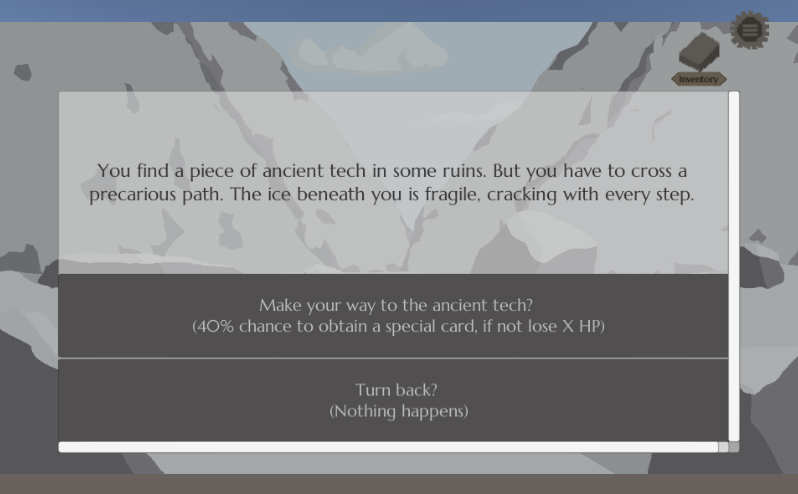 Inventory
You find a piece of ancient tech in some ruins. But you have to cross a
precarious path. The ice beneath you is fragile, cracking with every step.
Make your way to the ancient tech?
(40% chance to obtain a special card, if not lose X HP)
Turn back?
(Nothing happens)